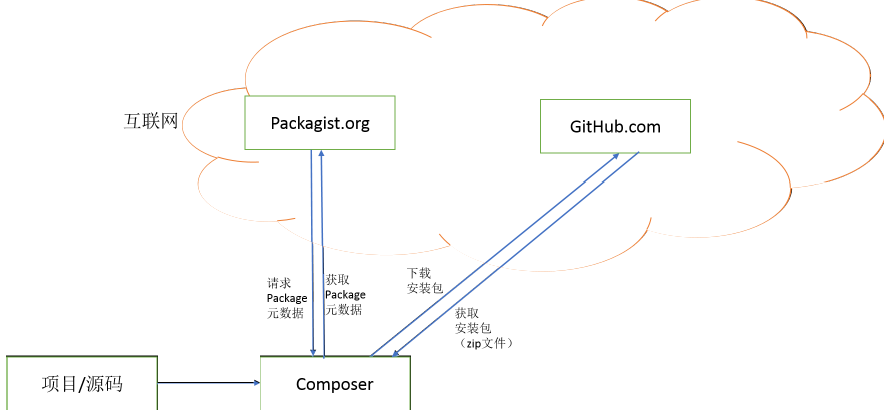 互联网
Packagist.org
GitHub.com
请求
Package
元数据
获取
Package
元数据
下载
安装包
获取
安装包
（zip文件）
项目/源码
Composer